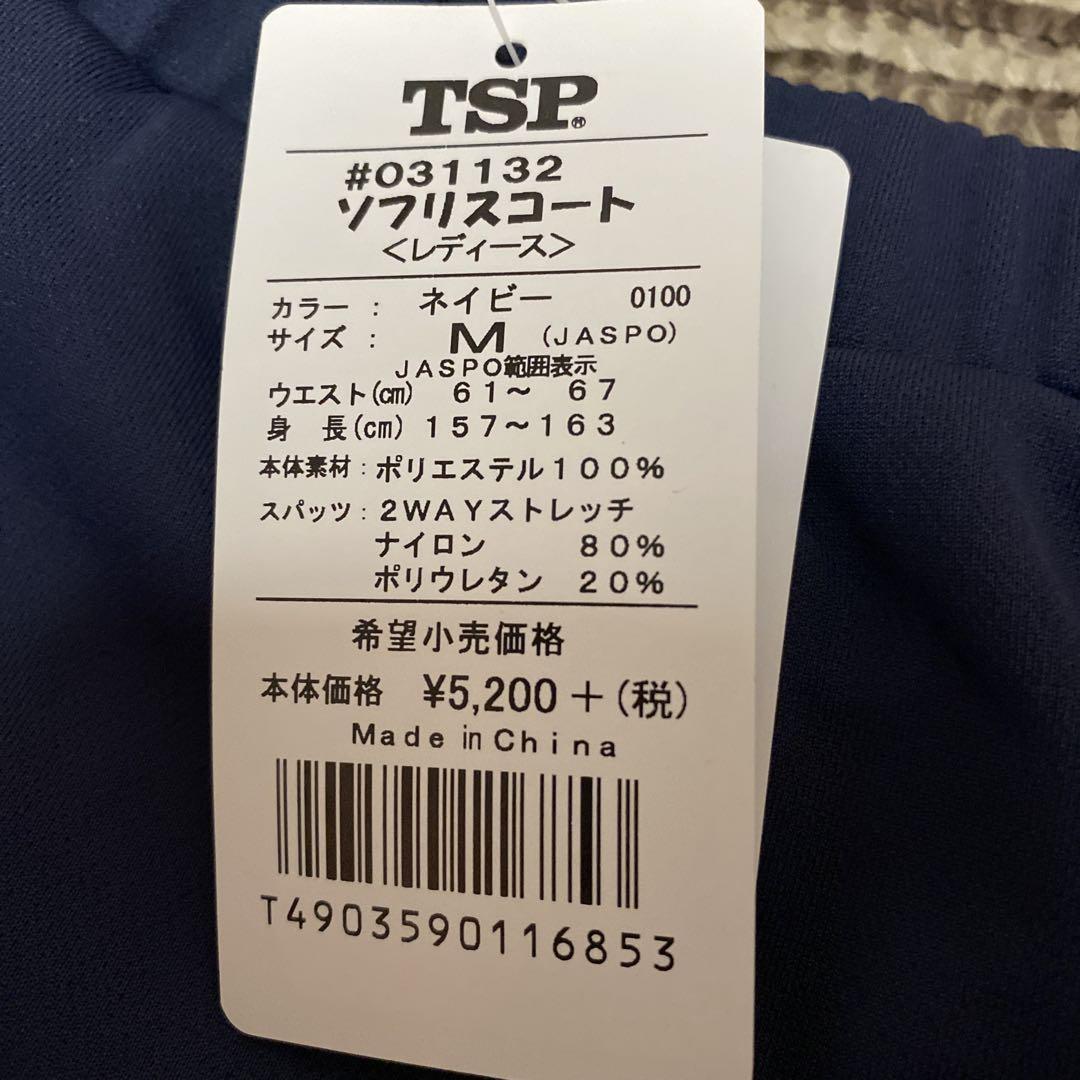 TSP®
#031132
ソフリスコート
<レディース>
カラー : ネイビー 0100
サイズ : M (JASPO)
JASPO範囲表示
ウエスト(cm) 61～ 67
身 長(cm) 157～163
本体素材:ポリエステル100%
スパッツ:2WAYストレッチ
ナイロン 80%
ポリウレタン 20%
希望小売価格
本体価格 ¥5,200+(税)
Made in China
T4903590116853